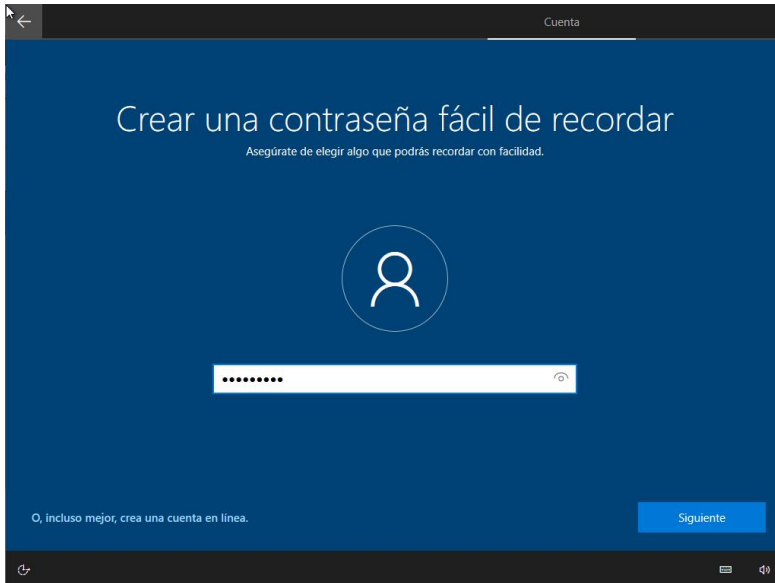 Cuenta
Crear una contraseña fácil de recordar
Asegúrate de elegir algo que podrás recordar con facilidad.
•••••••••
O, incluso mejor, crea una cuenta en línea.
Siguiente